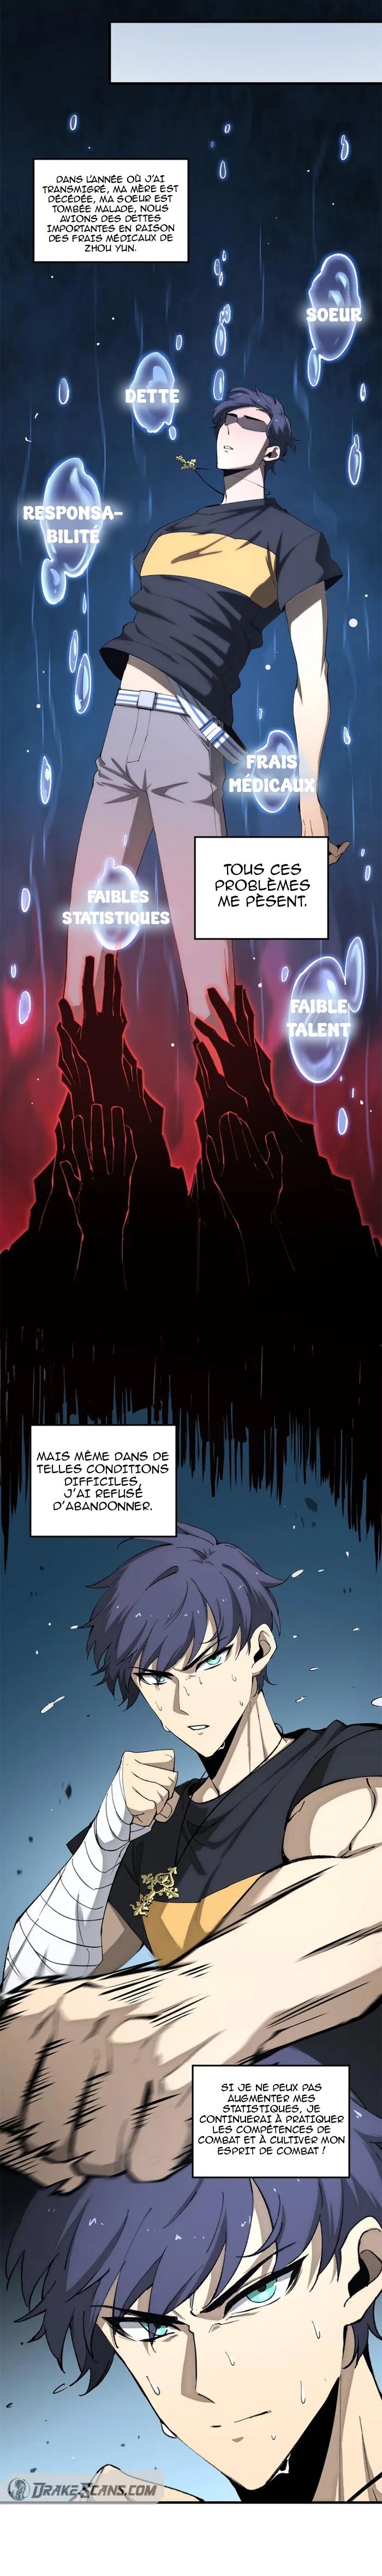 DANS L'ANNÉE OÙ J'AI
TRANSMIGRÉ, MA MÈRE EST
DÉCÉDÉE, MA SOEUR EST
TOMBÉE MALADE, NOUS
AVIONS DES DETTES
IMPORTANTES EN RAISON
DES FRAIS MÉDICAUX DE
ZHOU YUN.
SOEUR
DETTE
RESPONSA-
BILITÉ
FRAIS
MÉDICAUX
TOUS CES
PROBLÈMES
ME PÈSENT.
FAIBLES
STATISTIQUES
FAIBLE
TALENT
MAIS MÊME DANS DE
TELLES CONDITIONS
DIFFICILES,
J'AI REFUSÉ
D'ABANDONNER.
SI JE NE PEUX PAS
AUGMENTER MES
STATISTIQUES, JE
CONTINUERAI À PRATIQUER
LES COMPÉTENCES DE
COMBAT ET À CULTIVER MON
ESPRIT DE COMBAT !
DRAKESCANS.COM